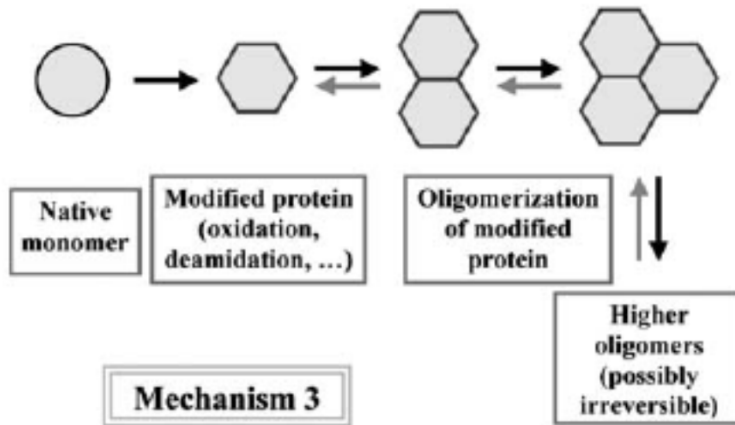 Native
monomer
Modified protein
(oxidation,
deamidation, ...)
Oligomerization
of modified
protein
Higher
oligomers
(possibly
irreversible)
Mechanism 3